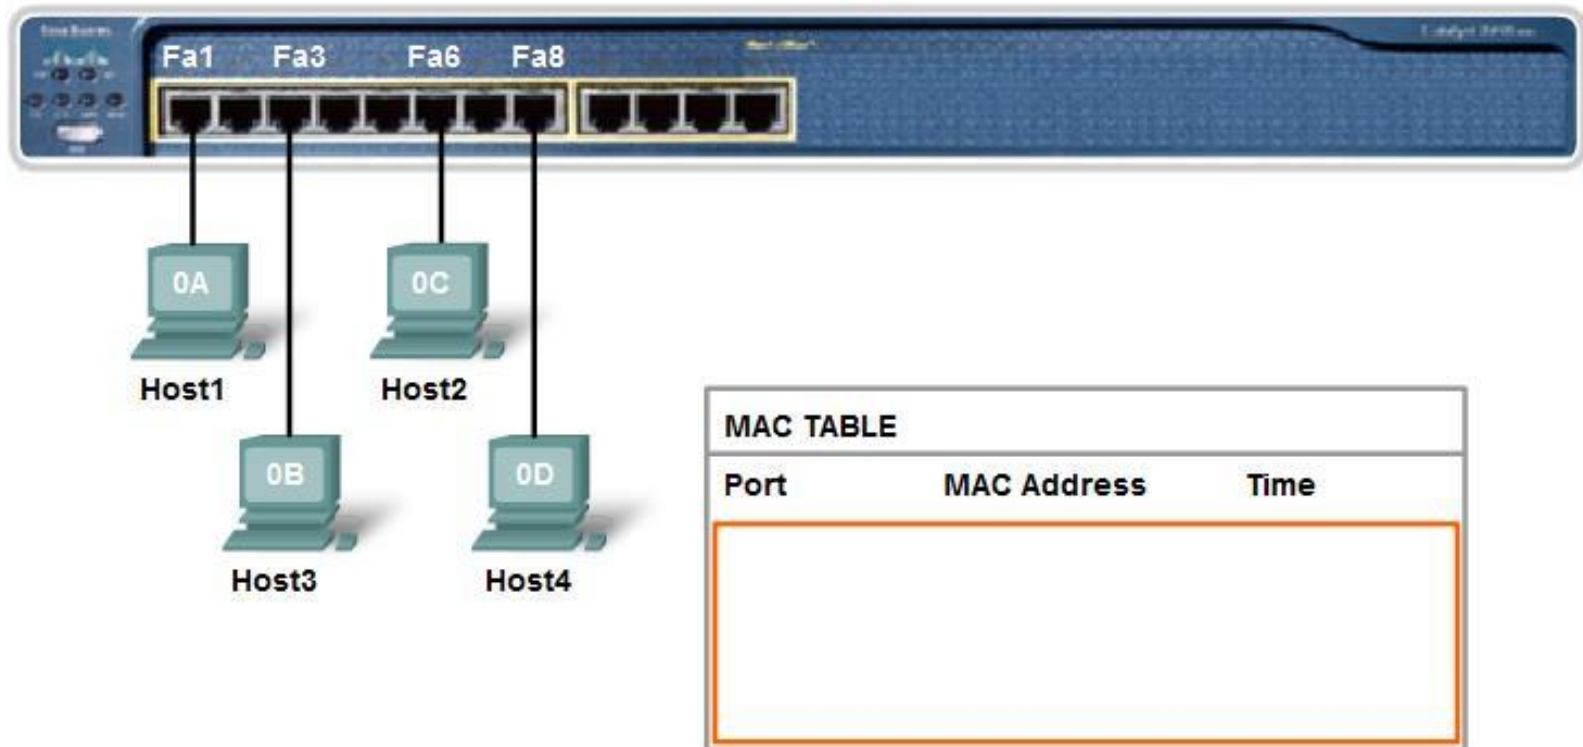 Fa1 Fa3 Fa6 Fa8
0A 0C
Host1 Host2
0B 0D
Host3 Host4
MAC TABLE
Port MAC Address Time